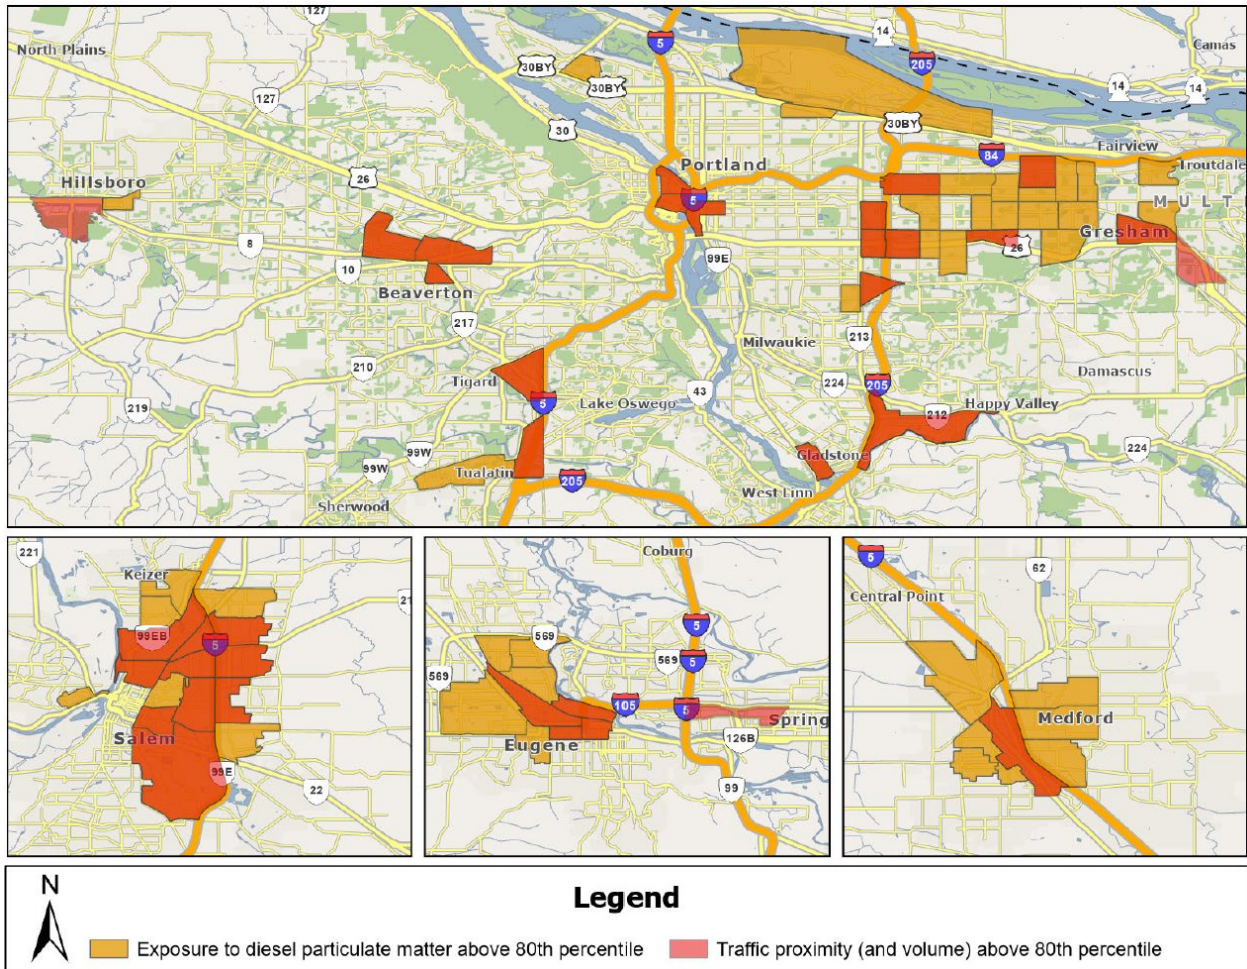 127
14
5
205
Camas
North Plains
30BY
30BY
14
14
127
30
30BY
Portland
84
Fairview
Troutdale
26
Hillsboro
5
M U L T
Gresham
26
8
10
99E
Beaverton
217
213
Milwaukie
210
Tigard
224
205
Damascus
219
5
Lake Oswego
43
Happy Valley
212
99W
99W
Gladstone
224
Tualatin
205
West Linn
Sherwood
221
Keizer
21
99EB
5
Salem
99E
22
Coburg
5
569
569
5
569
105
5
Spring
Eugene
126B
99
5
62
Central Point
Medford
N
Legend
Exposure to diesel particulate matter above 80th percentile
Traffic proximity (and volume) above 80th percentile